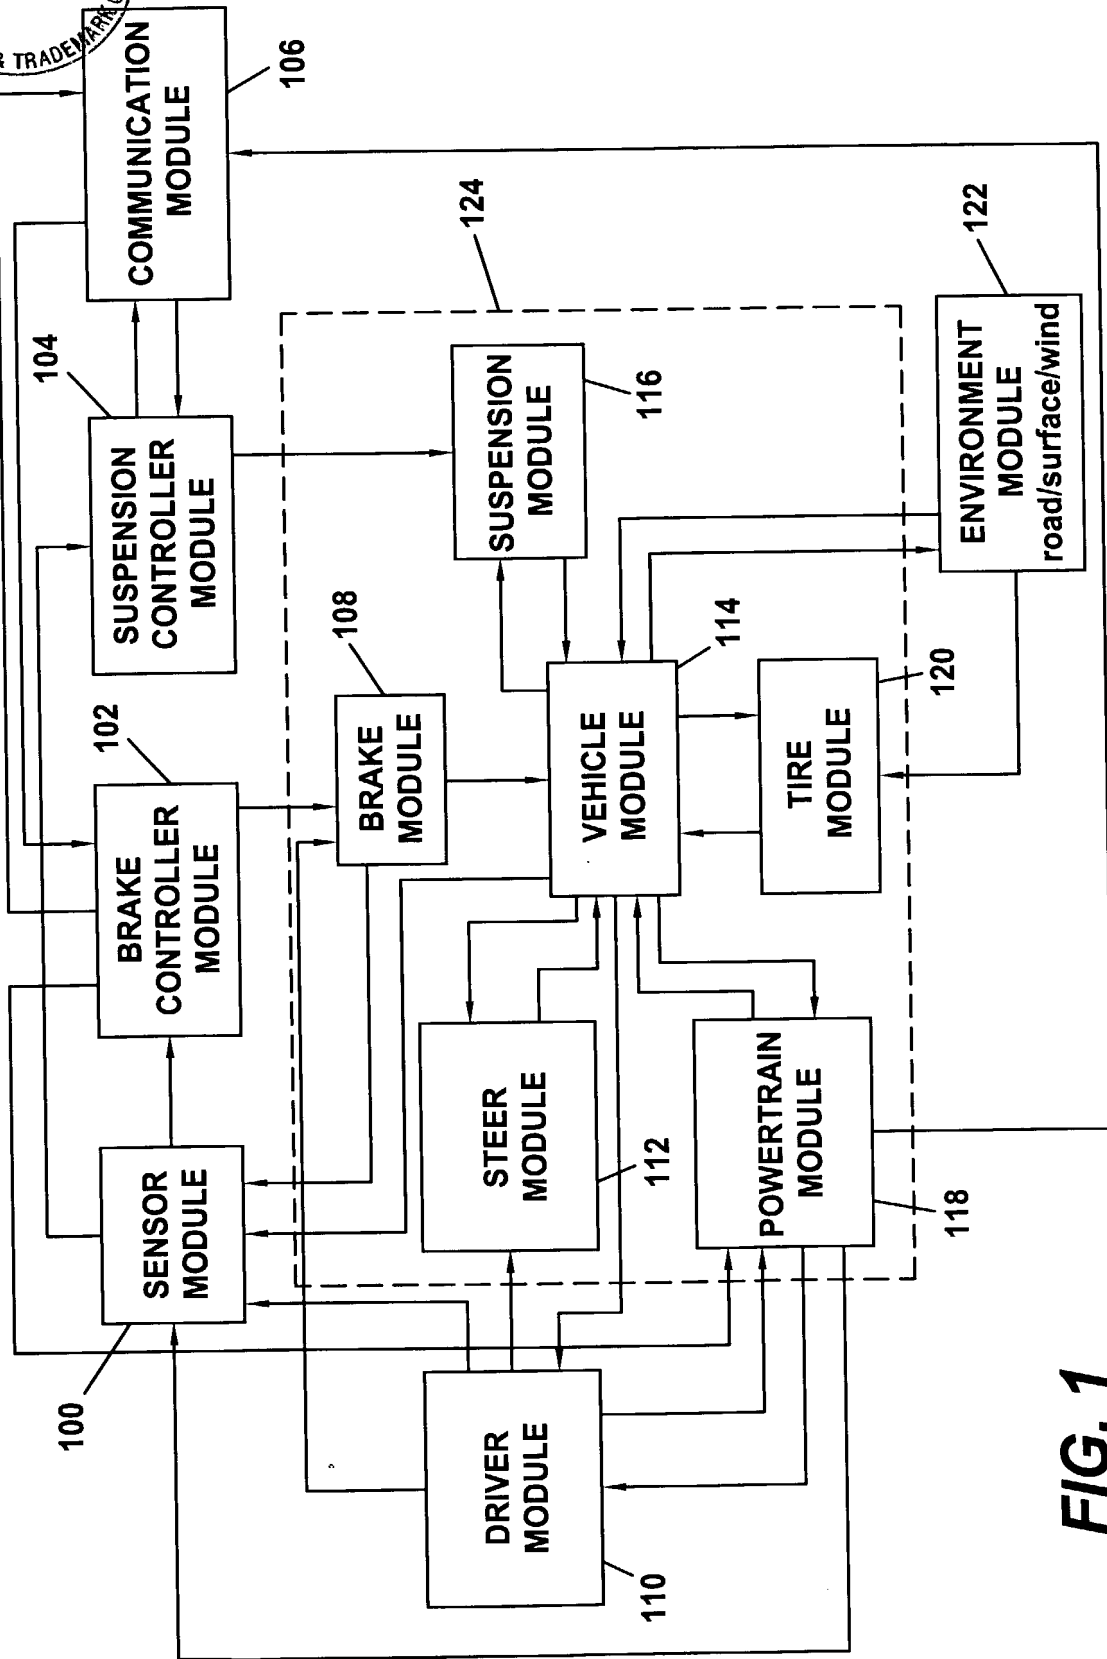 & TRADEMARK
COMMUNICATION
MODULE
106
SUSPENSION
CONTROLLER
MODULE
104
BRAKE
CONTROLLER
MODULE
102
SENSOR
MODULE
100
124
SUSPENSION
MODULE
116
BRAKE
MODULE
108
VEHICLE
MODULE
114
STEER
MODULE
112
TIRE
MODULE
120
POWERTRAIN
MODULE
118
DRIVER
MODULE
110
ENVIRONMENT
MODULE
road/surface/wind
122
FIG. 1